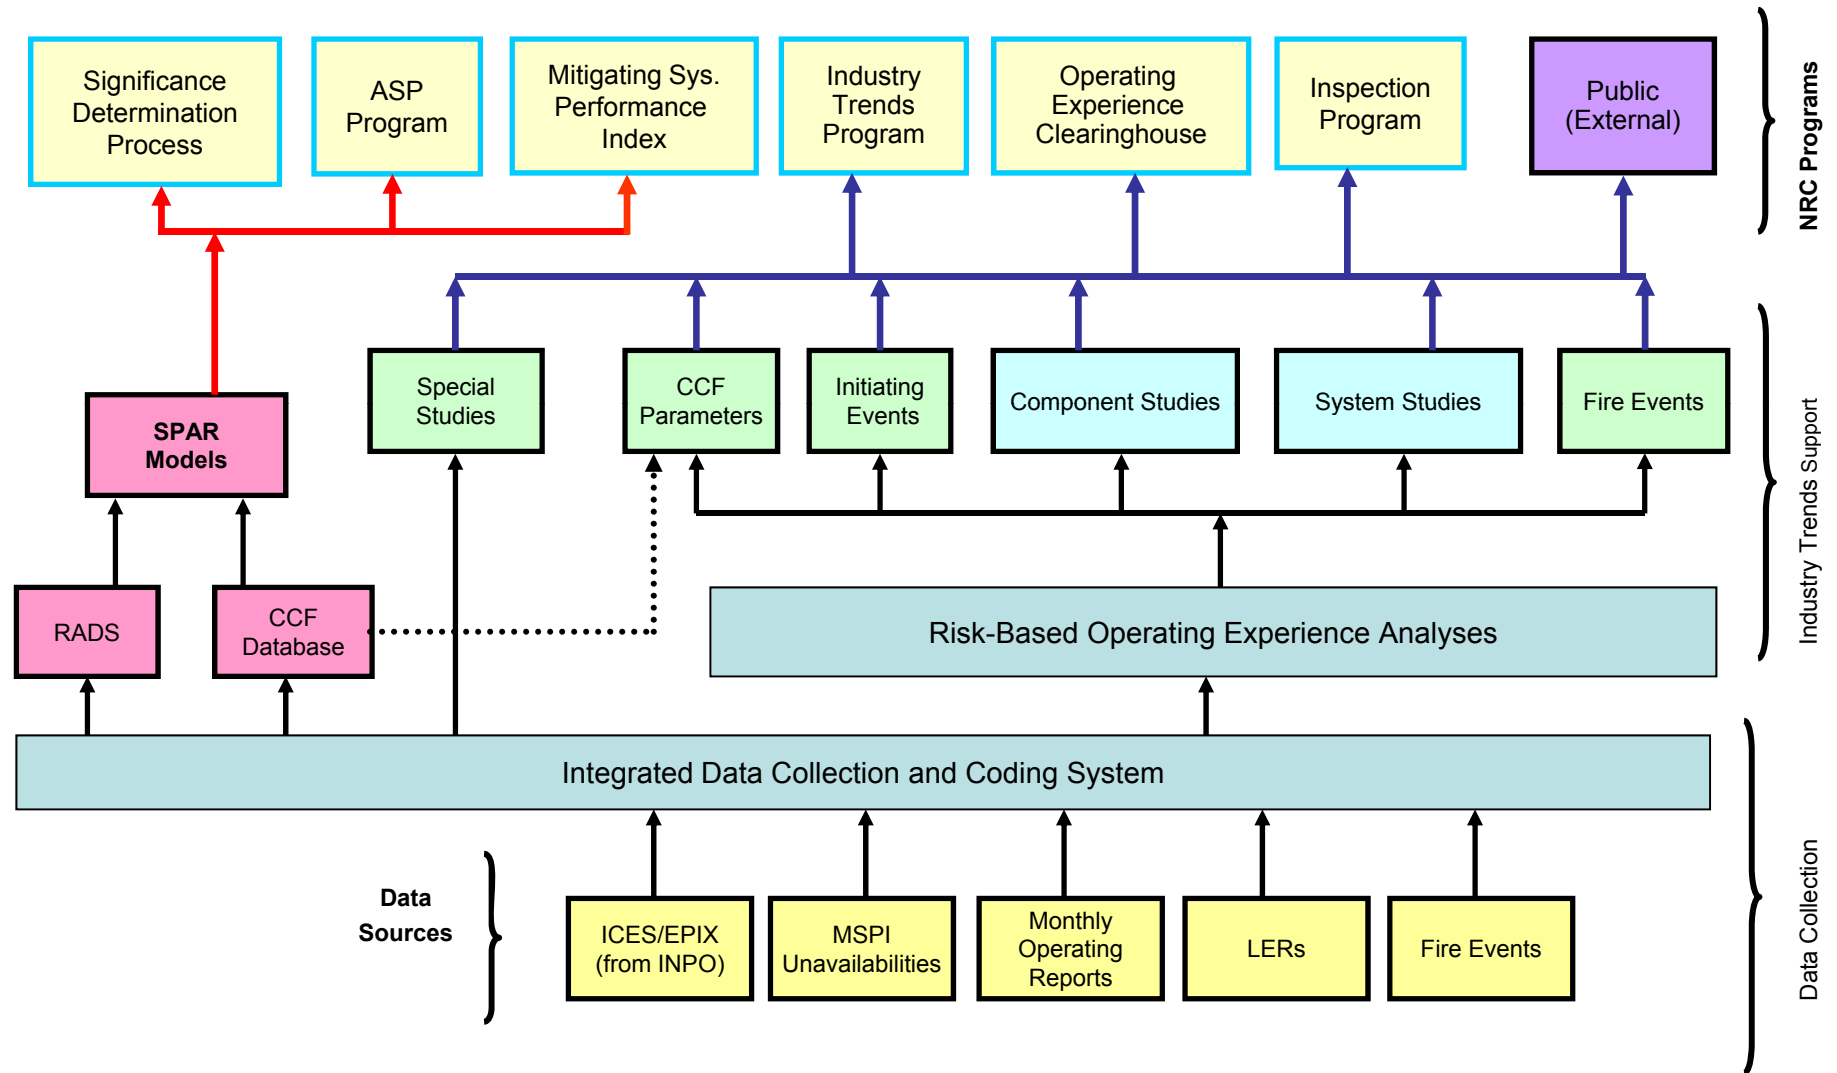 Significance
Determination
Process
ASP
Program
Mitigating Sys.
Performance
Index
Industry
Trends
Program
Operating
Experience
Clearinghouse
Inspection
Program
Public
(External)
NRC Programs
Special
Studies
CCF
Parameters
Initiating
Events
Component Studies
System Studies
Fire Events
SPAR
Models
Industry Trends Support
RADS
CCF
Database
Risk-Based Operating Experience Analyses
Integrated Data Collection and Coding System
Data
Sources
ICES/EPIX
(from INPO)
MSPI
Unavailabilities
Monthly
Operating
Reports
LERs
Fire Events
Data Collection